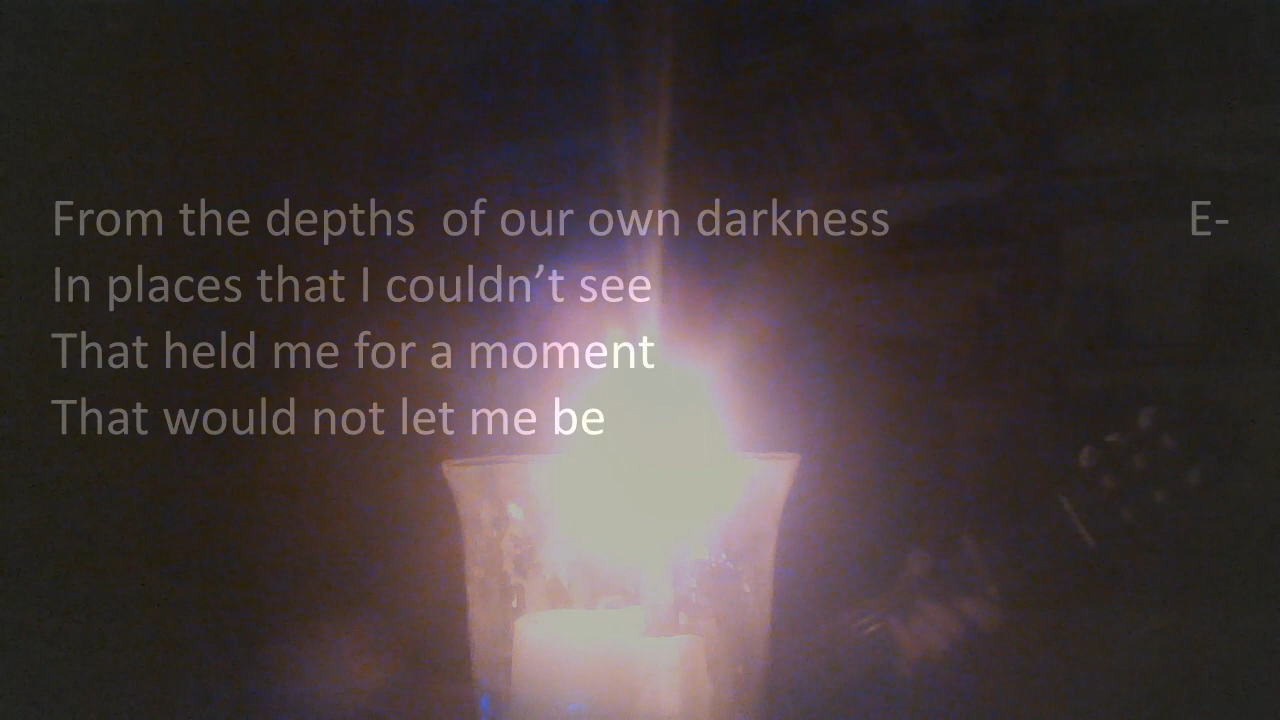 From the depths  of our own darkness E-
In places that I couldn’t see
That held me for a moment
That would not let me be